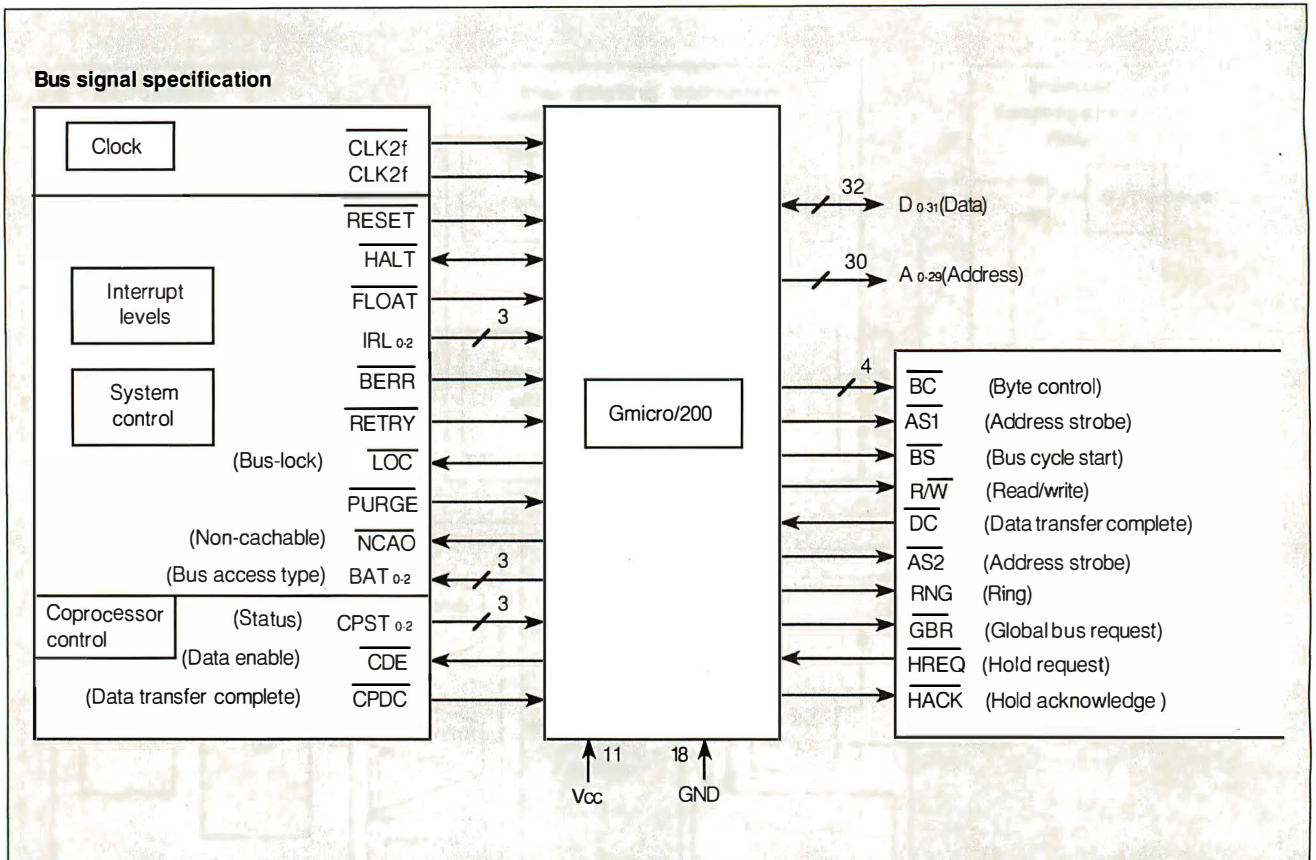 Bus signal specification
Clock
CLK2f
CLK2f
RESET
HALT
Interrupt
levels
FLOAT
3
IRL 0-2
BERR
System
control
RETRY
(Bus-lock) LOC
PURGE
(Non-cachable) NCAO
(Bus access type) BAT 0-2 3
Coprocessor
control
(Status) CPST 0-2 3
(Data enable) CDE
(Data transfer complete) CPDC
Gmicro/200
11
Vcc
18
GND
32
D 0-31(Data)
30
A 0-29(Address)
4
BC (Byte control)
AS1 (Address strobe)
BS (Bus cycle start)
R/W (Read/write)
DC (Data transfer complete)
AS2 (Address strobe)
RNG (Ring)
GBR (Global bus request)
HREQ (Hold request)
HACK (Hold acknowledge )